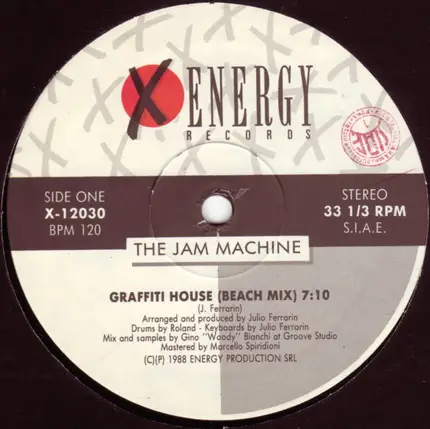 X ENERGY
RECORDS
SIDE ONE
X-12030
BPM 120
STEREO
33 1/3 RPM
S.I.A.E.
THE JAM MACHINE
GRAFFITI HOUSE (BEACH MIX) 7:10
(J. Ferrarin)
Arranged and produced by Julio Ferrarin
Drums by Roland - Keyboards by Julio Ferrarin
Mix and samples by Gino "Woody" Bianchi at Groove Studio
Mastered by Marcello Spiridioni
(C)(P) 1988 ENERGY PRODUCTION SRL